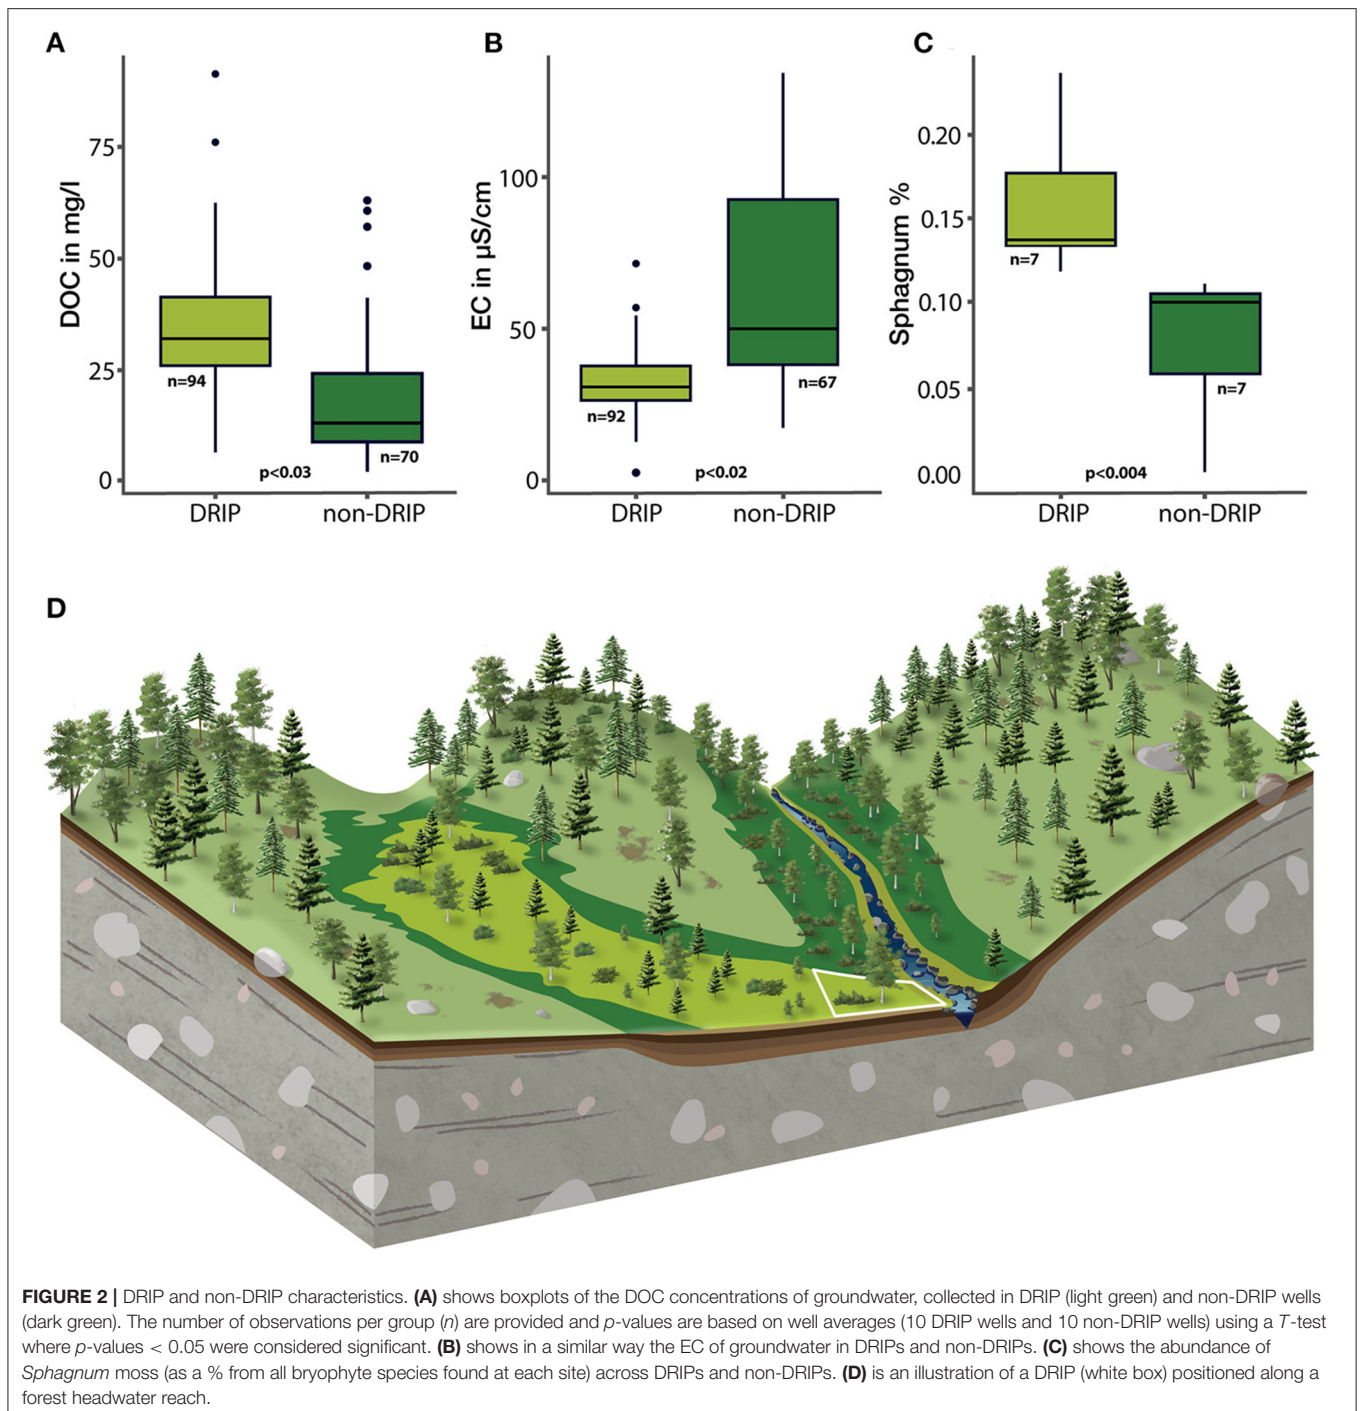 A
B
C
DOC in mg/l
75
50
25
0
n=94
n=70
p<0.03
DRIP
non-DRIP
EC in µS/cm
100
50
0
n=92
n=67
p<0.02
DRIP
non-DRIP
Sphagnum %
0.20
0.15
0.10
0.05
0.00
n=7
n=7
p<0.004
DRIP
non-DRIP
D
FIGURE 2 | DRIP and non-DRIP characteristics. (A) shows boxplots of the DOC concentrations of groundwater, collected in DRIP (light green) and non-DRIP wells
(dark green). The number of observations per group (n) are provided and p-values are based on well averages (10 DRIP wells and 10 non-DRIP wells) using a T-test
where p-values < 0.05 were considered significant. (B) shows in a similar way the EC of groundwater in DRIPs and non-DRIPs. (C) shows the abundance of
Sphagnum moss (as a % from all bryophyte species found at each site) across DRIPs and non-DRIPs. (D) is an illustration of a DRIP (white box) positioned along a
forest headwater reach.